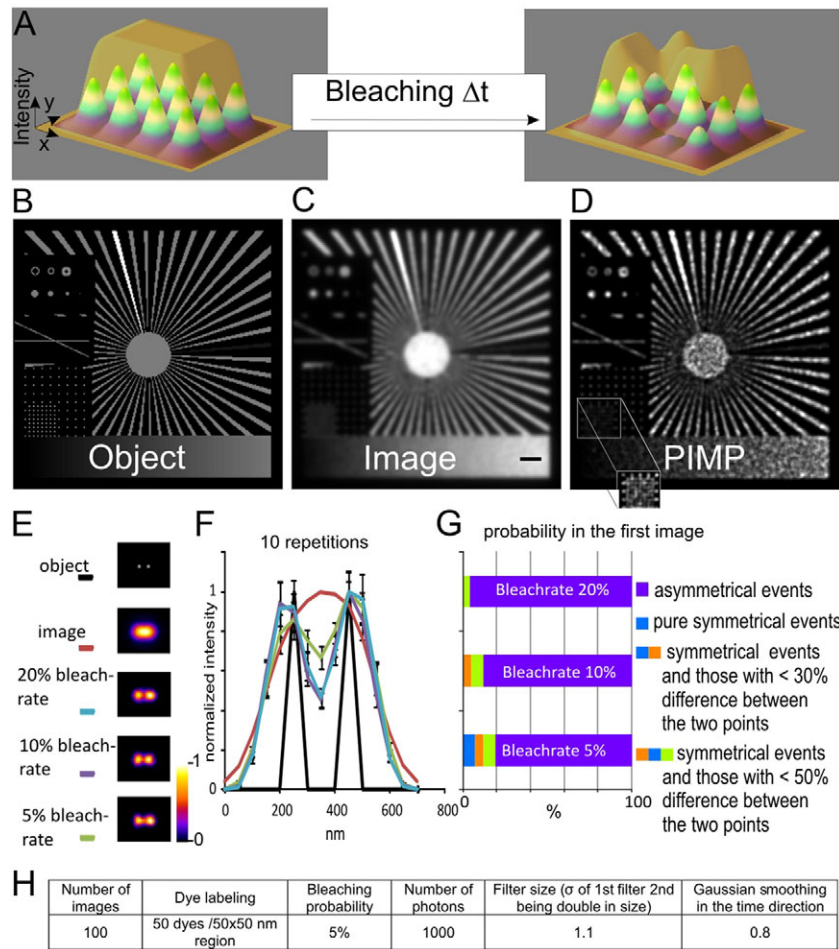 A
Intensity
y
x
Bleaching Δt
B
C
D
Object
Image
PIMP
E
object
image
20% bleach-
rate
10% bleach-
rate
5% bleach-
rate
1
0
F
10 repetitions
normalized intensity
1
0
0 200 400 600 800
nm
G
probability in the first image
Bleachrate 20%
Bleachrate 10%
Bleachrate 5%
0 100
%
asymmetrical events
pure symmetrical events
symmetrical events
and those with < 30%
difference between
the two points
symmetrical events
and those with < 50%
difference between
the two points
H
Number of images
Dye labeling
Bleaching probability
Number of photons
Filter size (σ of 1st filter 2nd being double in size)
Gaussian smoothing in the time direction
100
50 dyes /50x50 nm region
5%
1000
1.1
0.8